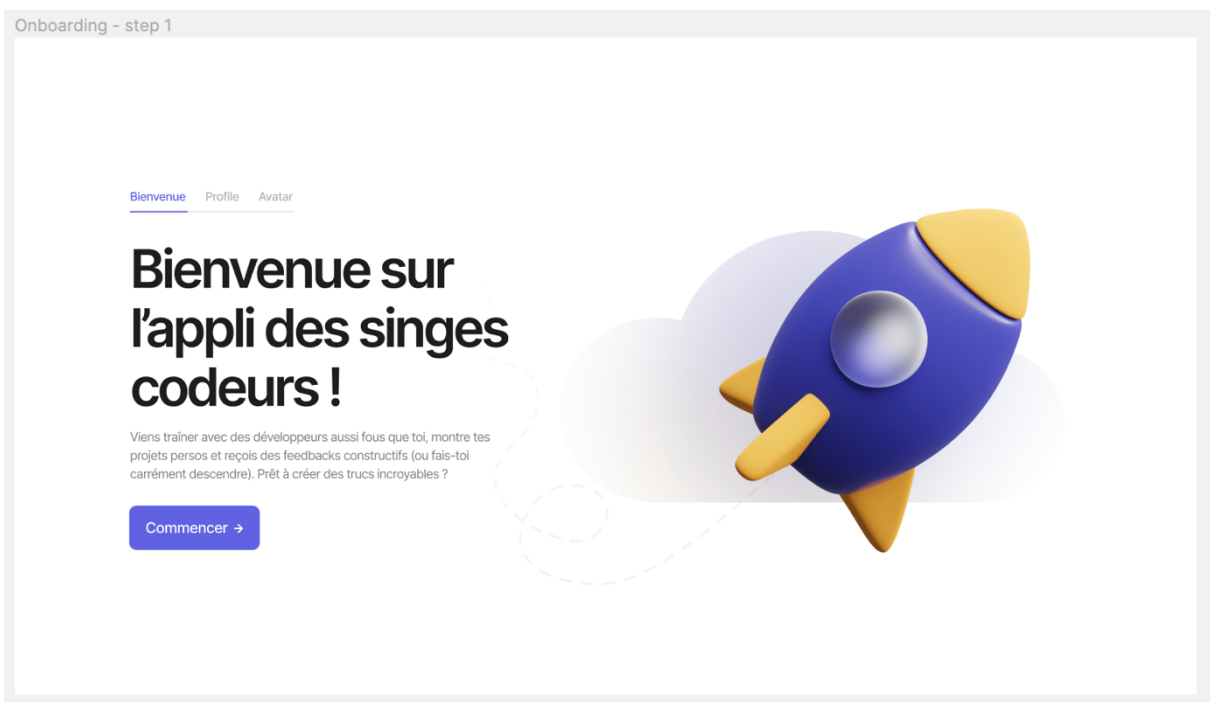 Onboarding - step 1
Bienvenue Profile Avatar
Bienvenue sur
l’appli des singes
codeurs !
Viens traîner avec des développeurs aussi fous que toi, montre tes
projets persos et reçois des feedbacks constructifs (ou fais-toi
carrément descendre). Prêt à créer des trucs incroyables ?
Commencer →